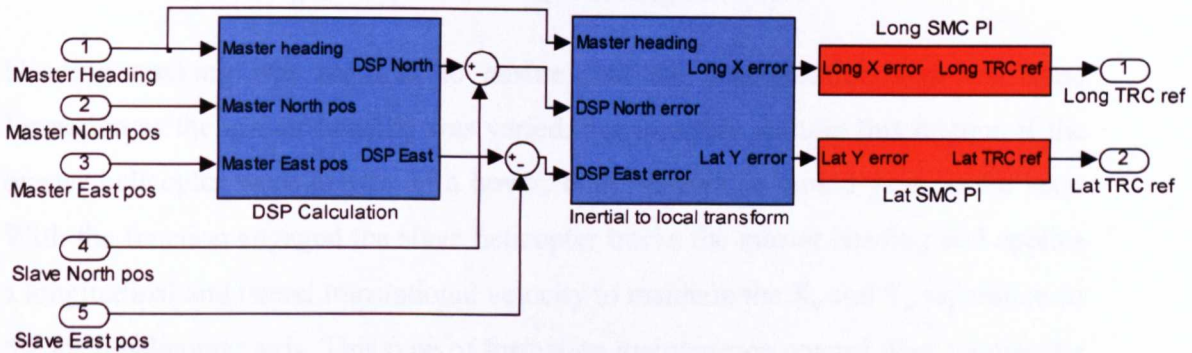 Long SMC PI
1
Master Heading
Master heading
DSP North
+
-
Master heading
Long X error
Long X error
Long TRC ref
1
Long TRC ref
2
Master North pos
Master North pos
DSP North error
3
Master East pos
Master East pos
DSP East
+
-
DSP East error
Lat Y error
Lat Y error
Lat TRC ref
2
Lat TRC ref
DSP Calculation
Inertial to local transform
Lat SMC PI
4
Slave North pos
5
Slave East pos